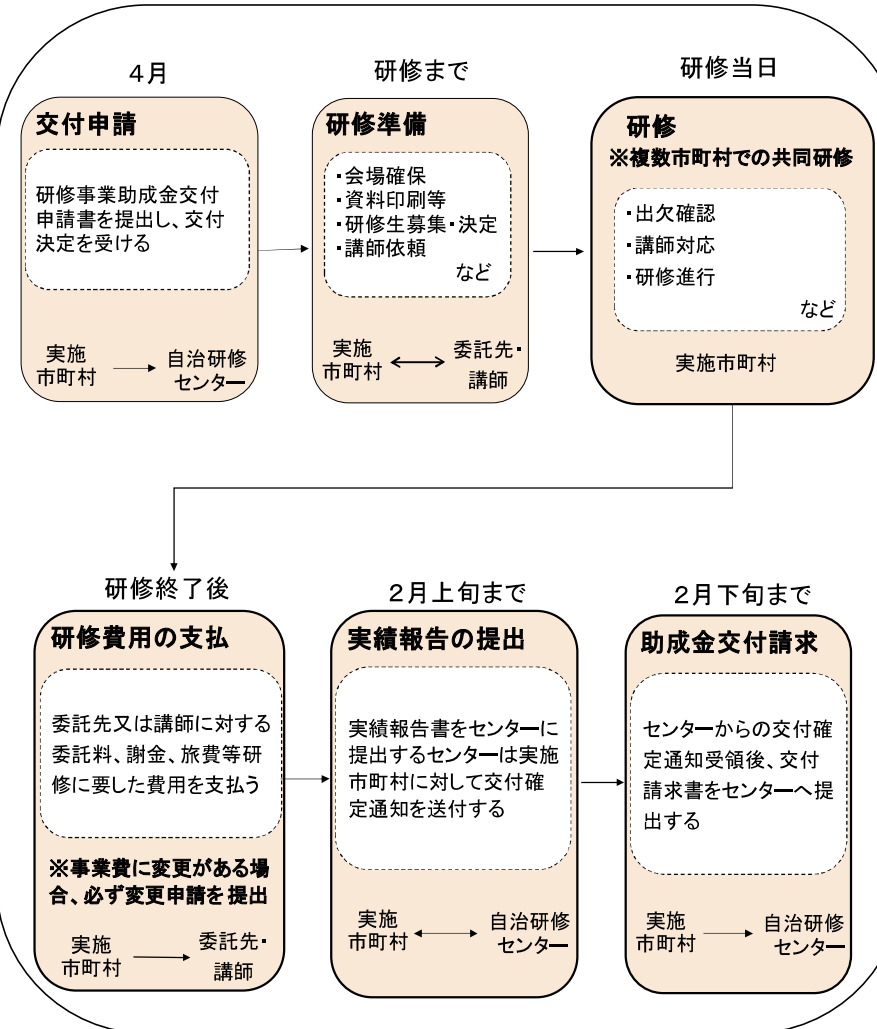 4月
交付申請
研修事業助成金交付
申請書を提出し、交付
決定を受ける
実施
市町村
自治研修
センター
研修まで
研修準備
・会場確保
・資料印刷等
・研修生募集・決定
・講師依頼
など
実施
市町村
委託先・
講師
研修当日
研修
※複数市町村での共同研修
・出欠確認
・講師対応
・研修進行
など
実施市町村
研修終了後
研修費用の支払
委託先又は講師に対する
委託料、謝金、旅費等研
修に要した費用を支払う
※事業費に変更がある場
合、必ず変更申請を提出
実施
市町村
委託先・
講師
2月上旬まで
実績報告の提出
実績報告書をセンターに
提出するセンターは実施
市町村に対して交付確
定通知を送付する
実施
市町村
自治研修
センター
2月下旬まで
助成金交付請求
センターからの交付確
定通知受領後、交付
請求書をセンターへ提
出する
実施
市町村
自治研修
センター